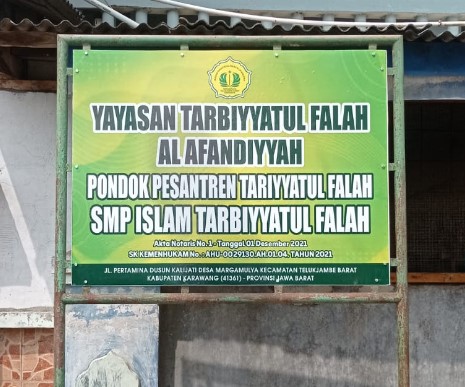 YAYASAN TARBIYYATUL FALAH
AL AFANDIYYAH
PONDOK PESANTREN TARIYYATUL FALAH
SMP ISLAM TARBIYYATUL FALAH
Akta Notaris No. 1 - Tanggal 01 Desember 2021
SK KEMENHUKAM No - AHU-0029130.AH.01.04. TAHUN 2021
JL. PERTAMINA DUSUN KALIJATI DESA MARGAMULYA KECAMATAN TELUKJAMBE BARAT
KABUPATEN KARAWANG (41361) - PROVINSI JAWA BARAT